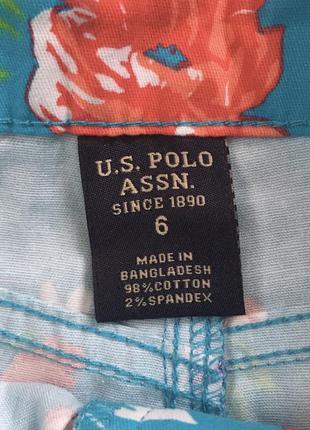 U.S. POLO
ASSN.
SINCE 1890
6
MADE IN
BANGLADESH
98%COTTON
2%SPANDEX